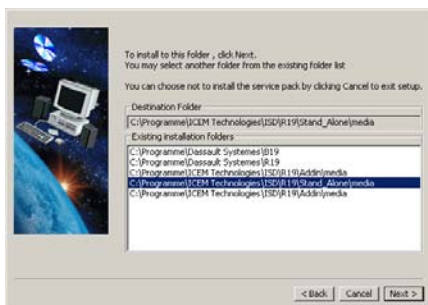 To install to this folder , click Next.
You may select another folder from the existing folder list
You can choose not to install the service pack by clicking Cancel to exit setup.
Destination Folder
C:\Programme\ICEM Technologies\ISD\R19\Stand_Alone\media
Existing installation folders
C:\Programme\Dassault Systemes\B19
C:\Programme\Dassault Systemes\R19
C:\Programme\ICEM Technologies\ISD\R19\Addin\media
C:\Programme\ICEM Technologies\ISD\R19\Stand_Alone\media
C:\Programme\ICEM Technologies\ISD\R19\Addin\media
< Back Cancel Next >